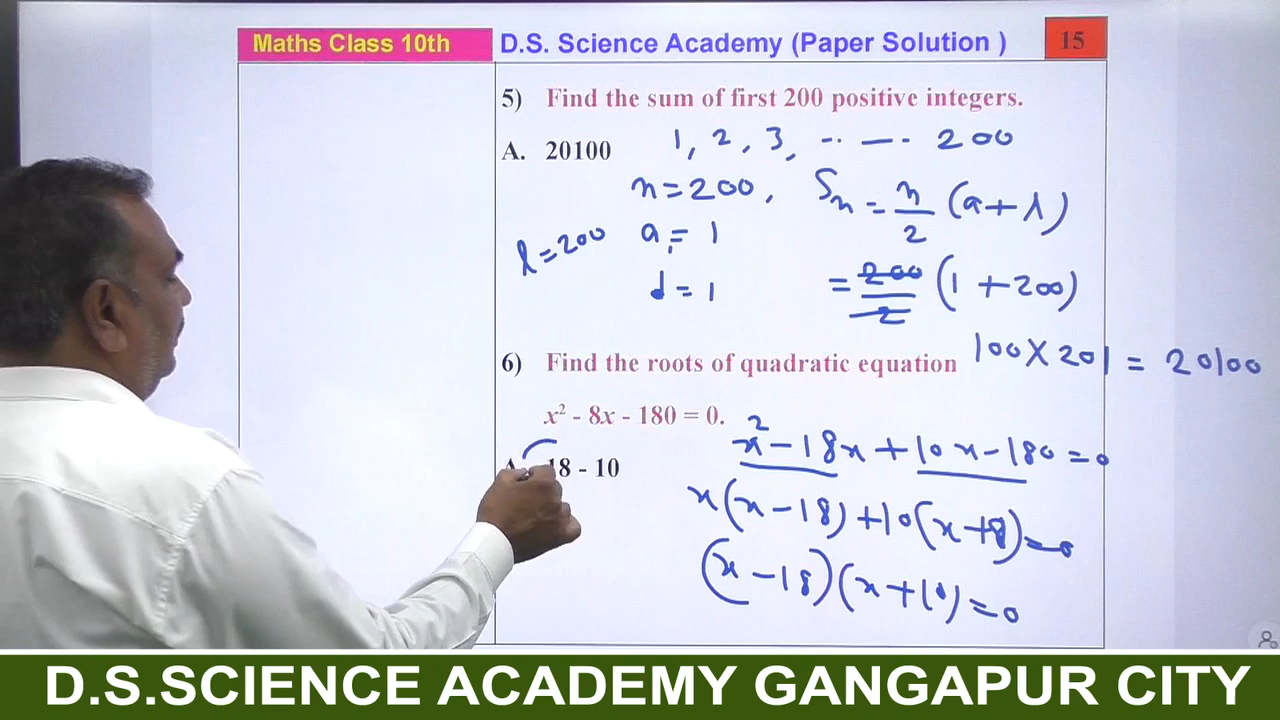 Maths Class 10th D.S. Science Academy (Paper Solution ) 15
5) Find the sum of first 200 positive integers.
1, 2, 3, ..... 200
A. 20100
n = 200, Sn = n/2 (a + l)
l = 200 a = 1
d = 1 = 200/2 (1 + 200)
100 X 201 = 20100
6) Find the roots of quadratic equation
x² - 8x - 180 = 0.
x² - 18x + 10x - 180 = 0
18 - 10
x(x - 18) + 10(x 18) = 0
(x - 18)(x + 10) = 0
D.S.SCIENCE ACADEMY GANGAPUR CITY